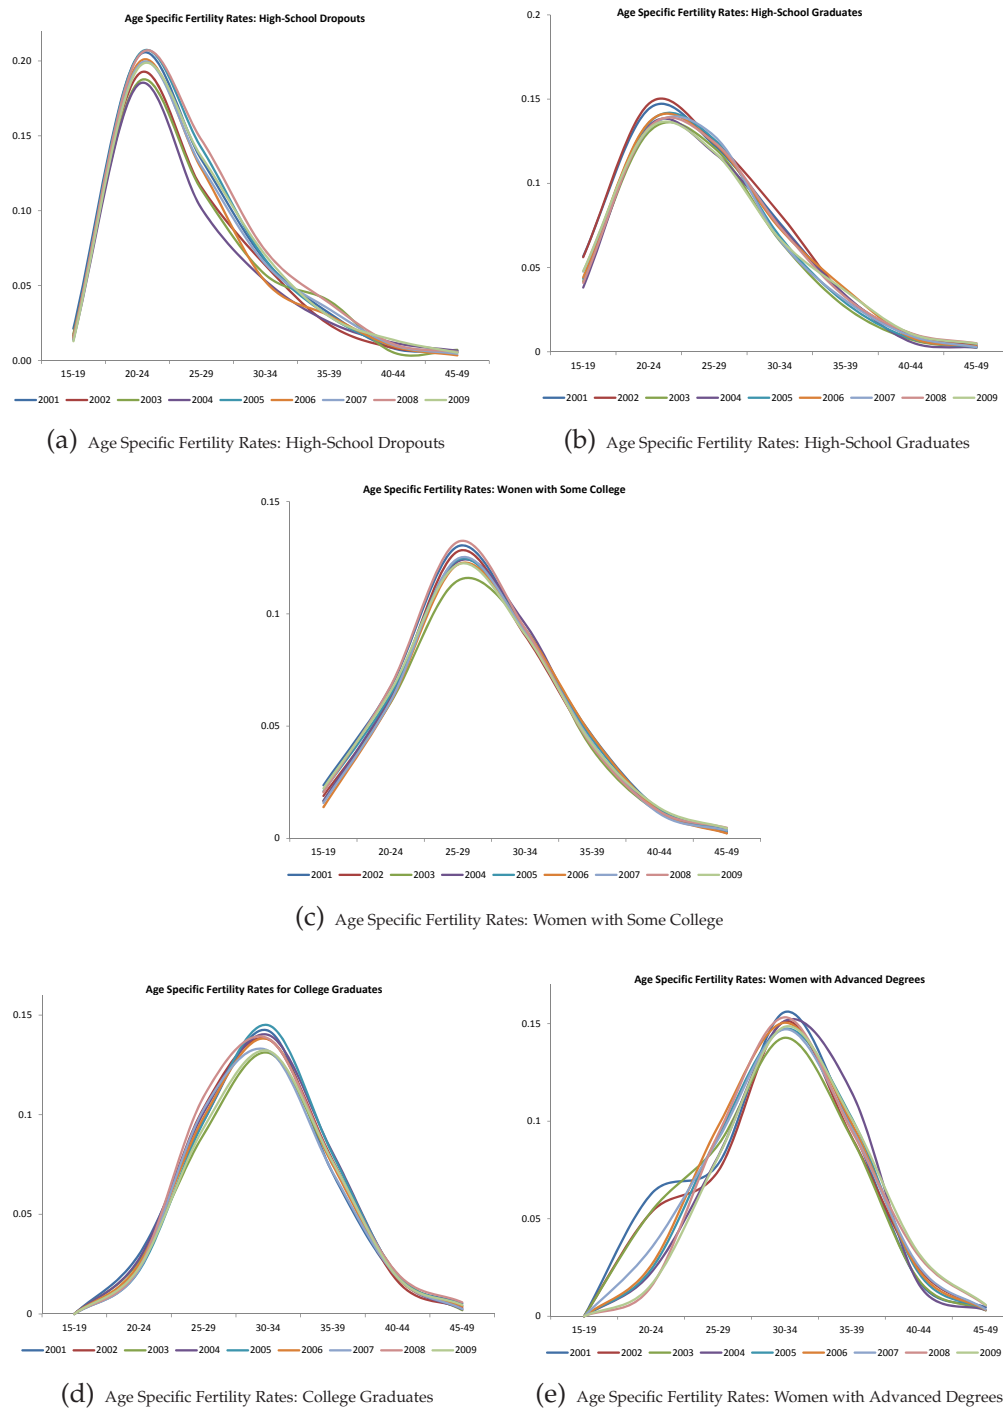 Age Specific Fertility Rates: High-School Dropouts
0.20
0.15
0.10
0.05
0.00
15-19 20-24 25-29 30-34 35-39 40-44 45-49
2001 2002 2003 2004 2005 2006 2007 2008 2009
(a) Age Specific Fertility Rates: High-School Dropouts
Age Specific Fertility Rates: High-School Graduates
0.2
0.15
0.1
0.05
0
15-19 20-24 25-29 30-34 35-39 40-44 45-49
2001 2002 2003 2004 2005 2006 2007 2008 2009
(b) Age Specific Fertility Rates: High-School Graduates
Age Specific Fertility Rates: Wonen with Some College
0.15
0.1
0.05
0
15-19 20-24 25-29 30-34 35-39 40-44 45-49
2001 2002 2003 2004 2005 2006 2007 2008 2009
(c) Age Specific Fertility Rates: Women with Some College
Age Specific Fertility Rates for College Graduates
0.15
0.1
0.05
0
15-19 20-24 25-29 30-34 35-39 40-44 45-49
2001 2002 2003 2004 2005 2006 2007 2008 2009
(d) Age Specific Fertility Rates: College Graduates
Age Specific Fertility Rates: Women with Advanced Degrees
0.15
0.1
0.05
0
15-19 20-24 25-29 30-34 35-39 40-44 45-49
2001 2002 2003 2004 2005 2006 2007 2008 2009
(e) Age Specific Fertility Rates: Women with Advanced Degrees